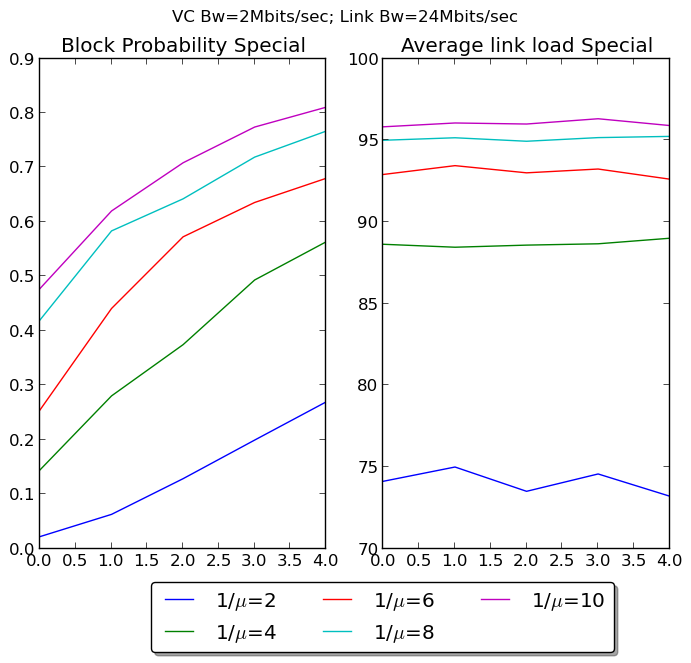 VC Bw=2Mbits/sec; Link Bw=24Mbits/sec
Block Probability Special
0.9
0.8
0.7
0.6
0.5
0.4
0.3
0.2
0.1
0.0
0.0 0.5 1.0 1.5 2.0 2.5 3.0 3.5 4.0
Average link load Special
100
95
90
85
80
75
70
0.0 0.5 1.0 1.5 2.0 2.5 3.0 3.5 4.0
1/μ=2 1/μ=6 1/μ=10
1/μ=4 1/μ=8